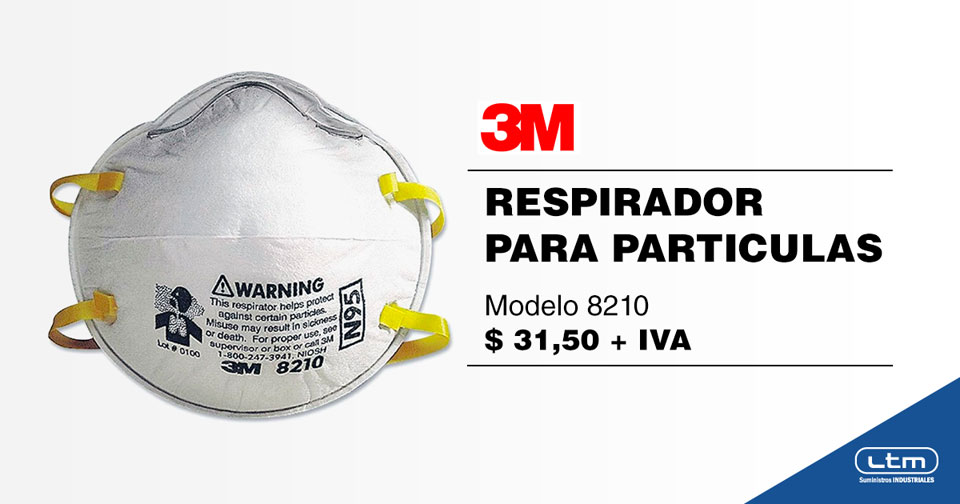 WARNING
This respirator helps protect
against certain particles.
Misuse may result in sickness
or death. For proper use, see
supervisor or box or call 3M
1-800-247-3941. NIOSH
3M 8210
N95
Lot # 0100
3M
RESPIRADOR
PARA PARTICULAS
Modelo 8210
$ 31,50 + IVA
Ltm
Suministros INDUSTRIALES